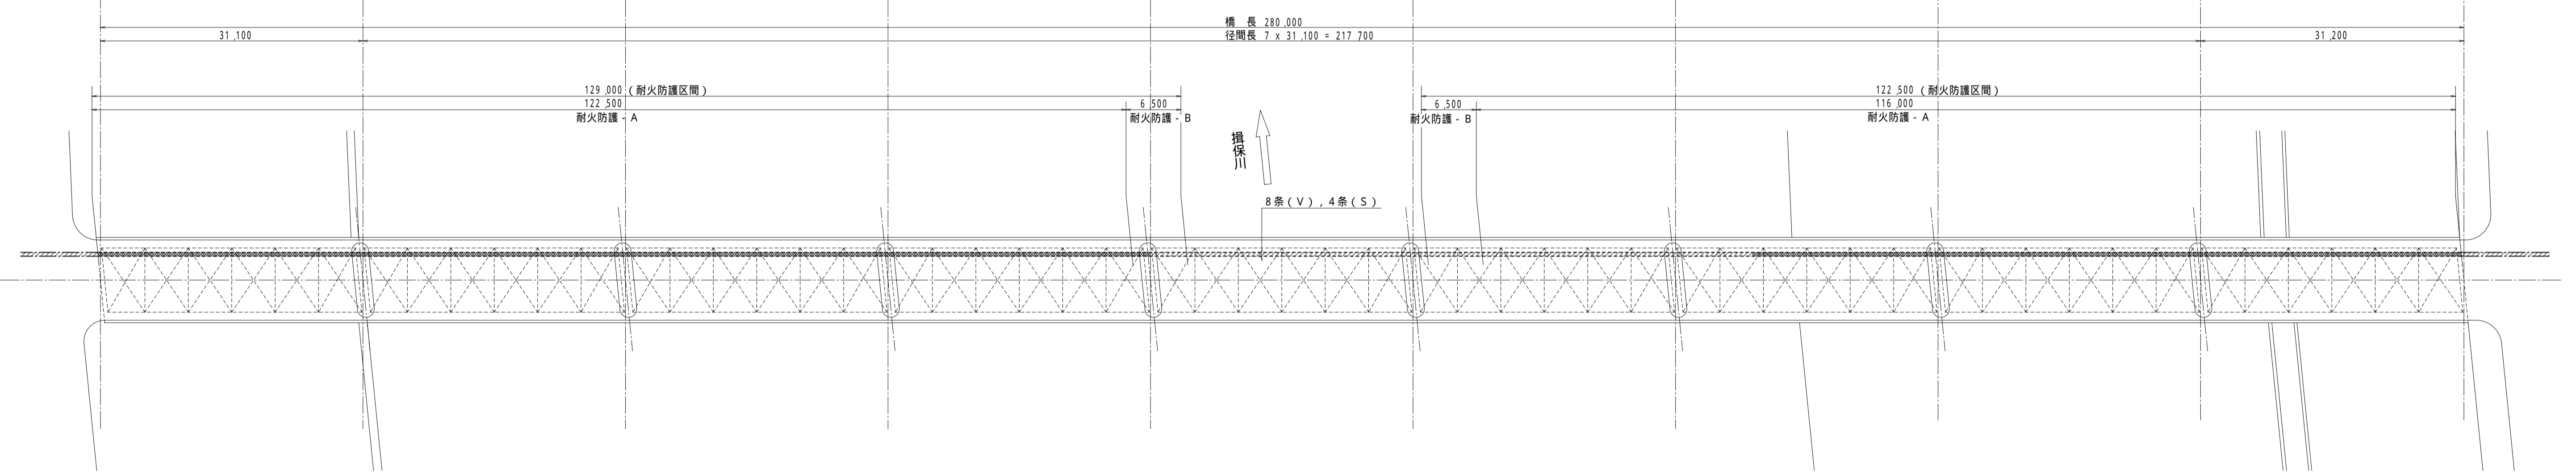 橋 長 280,000
31,100
径間長 7 x 31,100 = 217 700
31,200
129,000 (耐火防護区間)
122,500 (耐火防護区間)
122,500
6,500
6,500
116,000
耐火防護 - A
耐火防護 - B
耐火防護 - B
耐火防護 - A
揖保川
8条(V), 4条(S)